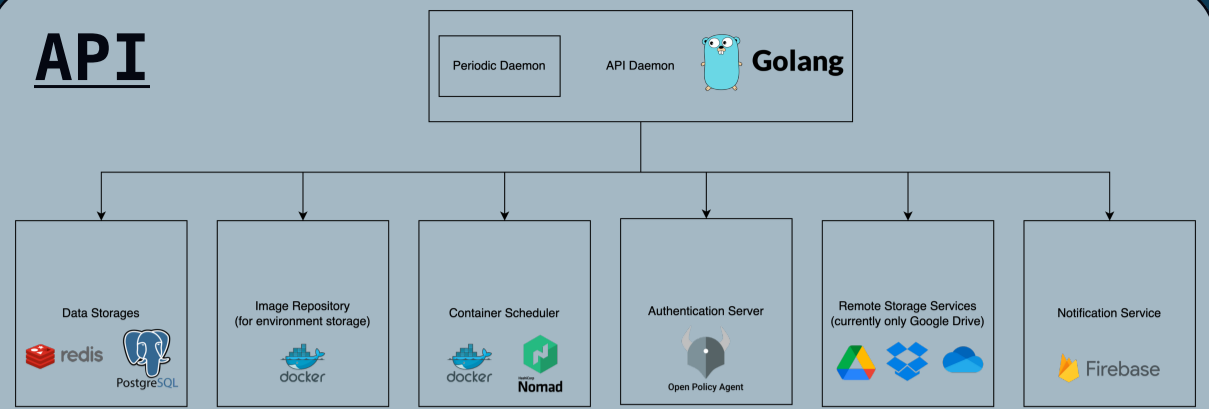 API
Periodic Daemon
API Daemon
Golang
Data Storages
redis
PostgreSQL
Image Repository
(for environment storage)
docker
Container Scheduler
docker
HashiCorp
Nomad
Authentication Server
Open Policy Agent
Remote Storage Services
(currently only Google Drive)
Notification Service
Firebase